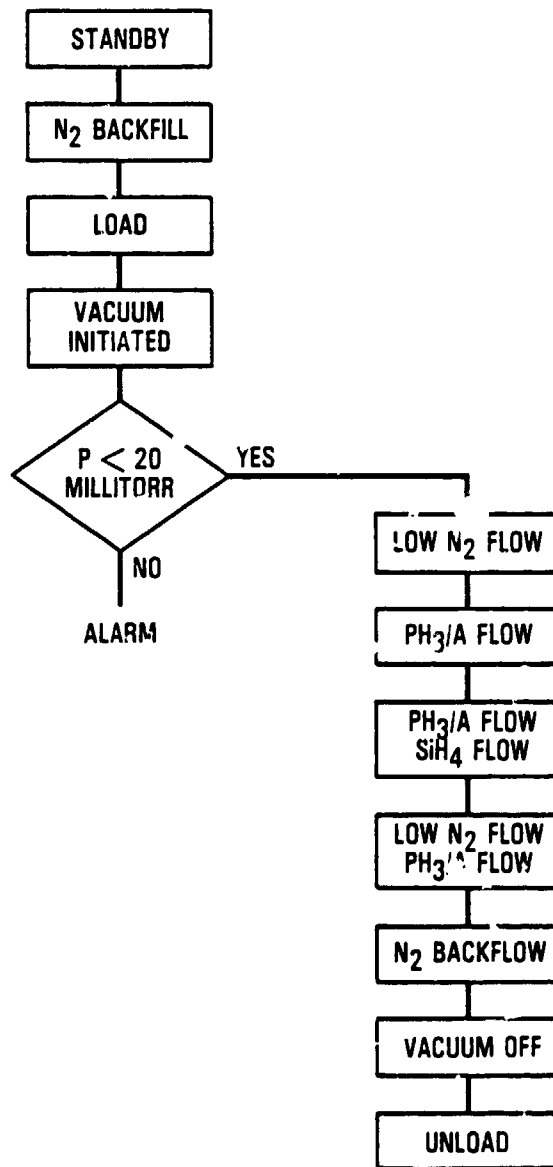 STANDBY
N2 BACKFILL
LOAD
VACUUM
INITIATED
P < 20
MILLITORR
YES
NO
ALARM
LOW N2 FLOW
PH3/A FLOW
PH3/A FLOW
SiH4 FLOW
LOW N2 FLOW
PH3/A FLOW
N2 BACKFLOW
VACUUM OFF
UNLOAD